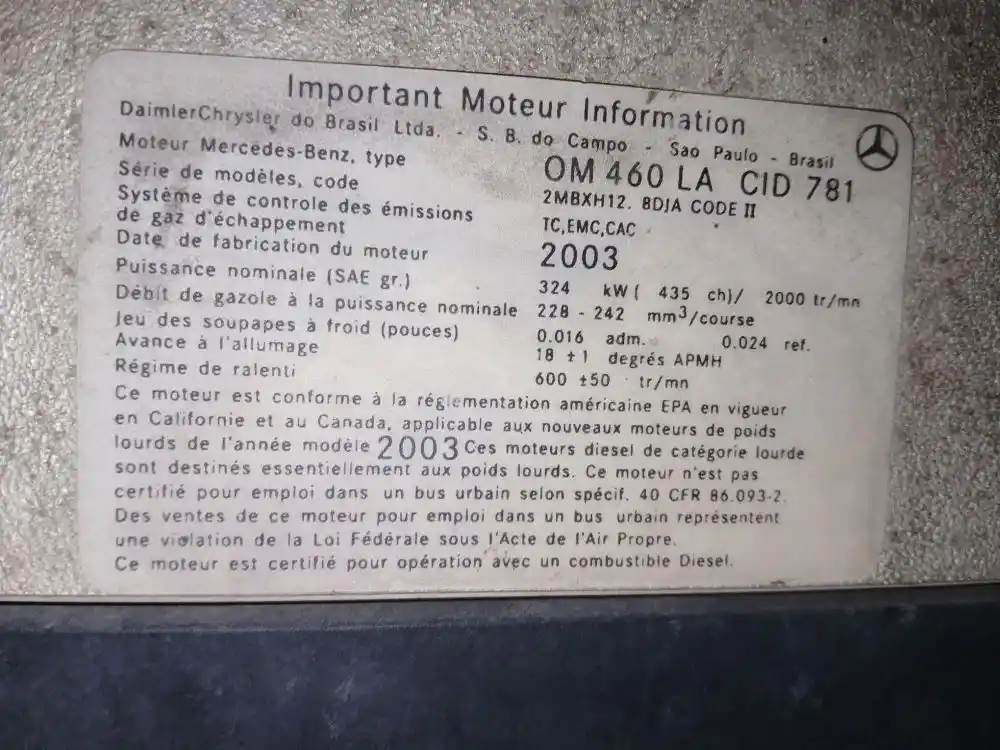 Important Moteur Information
DaimlerChrysler do Brasil Ltda. - S. B. do Campo - Sao Paulo - Brasil
Moteur Mercedes-Benz, type OM 460 LA CID 781
Série de modèles, code 2MBXH12. 8DJA CODE II
Système de controle des émissions
de gaz d'échappement TC,EMC,CAC
Date de fabrication du moteur 2003
Puissance nominale (SAE gr.) 324 kW ( 435 ch)/ 2000 tr/mn
Débit de gazole à la puissance nominale 228 - 242 mm³/course
Jeu des soupapes à froid (pouces) 0.016 adm. 0.024 ref.
Avance à l'allumage 18 ±1 degrés APMH
Régime de ralenti 600 ±50 tr/mn
Ce moteur est conforme à la réglementation américaine EPA en vigueur
en Californie et au Canada, applicable aux nouveaux moteurs de poids
lourds de l'année modèle 2003 Ces moteurs diesel de catégorie lourde
sont destinés essentiellement aux poids lourds. Ce moteur n'est pas
certifié pour emploi dans un bus urbain selon spécif. 40 CFR 86.093-2.
Des ventes de ce moteur pour emploi dans un bus urbain représentent
une violation de la Loi Fédérale sous l'Acte de l'Air Propre.
Ce moteur est certifié pour opération avec un combustible Diesel.